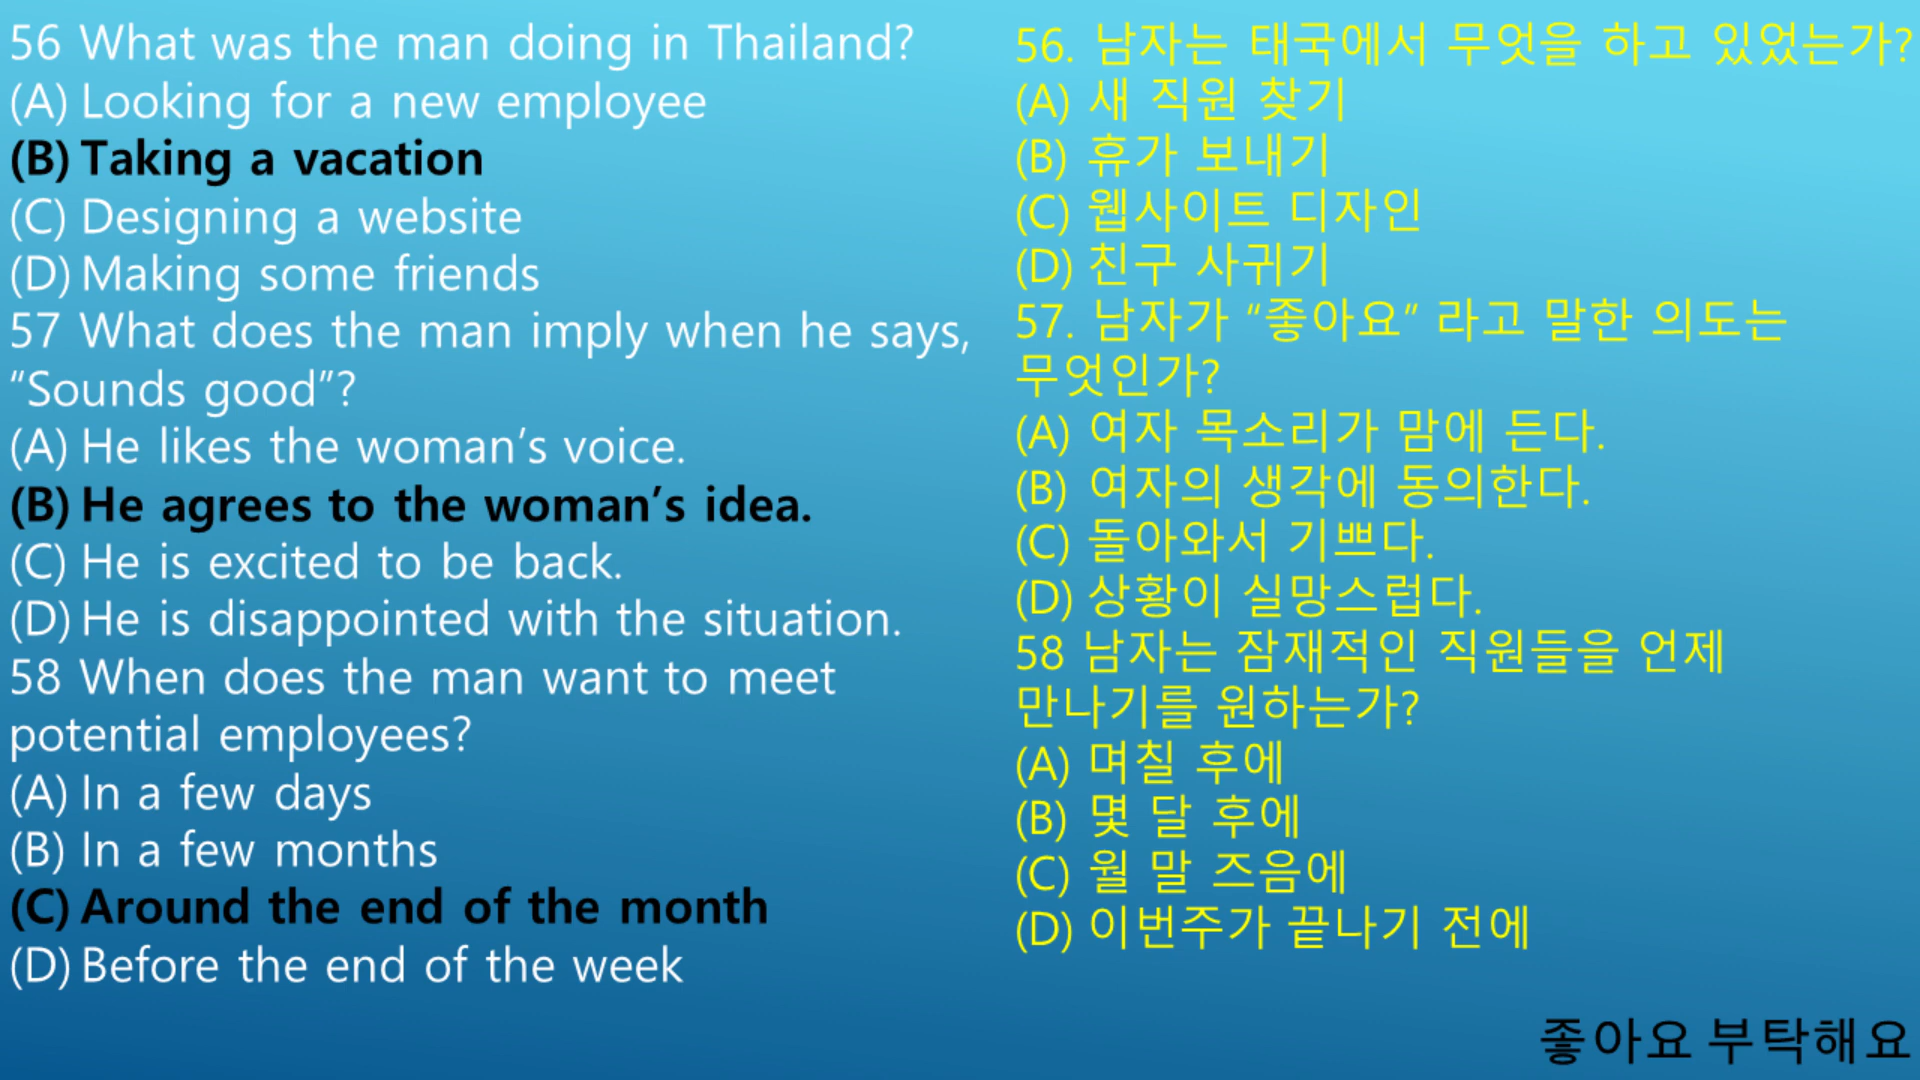 56 What was the man doing in Thailand?
(A) Looking for a new employee
(B) Taking a vacation
(C) Designing a website
(D) Making some friends
57 What does the man imply when he says,
“Sounds good”?
(A) He likes the woman’s voice.
(B) He agrees to the woman’s idea.
(C) He is excited to be back.
(D) He is disappointed with the situation.
58 When does the man want to meet
potential employees?
(A) In a few days
(B) In a few months
(C) Around the end of the month
(D) Before the end of the week
56. 남자는 태국에서 무엇을 하고 있었는가?
(A) 새 직원 찾기
(B) 휴가 보내기
(C) 웹사이트 디자인
(D) 친구 사귀기
57. 남자가 “좋아요” 라고 말한 의도는
무엇인가?
(A) 여자 목소리가 맘에 든다.
(B) 여자의 생각에 동의한다.
(C) 돌아와서 기쁘다.
(D) 상황이 실망스럽다.
58 남자는 잠재적인 직원들을 언제
만나기를 원하는가?
(A) 며칠 후에
(B) 몇 달 후에
(C) 월 말 즈음에
(D) 이번주가 끝나기 전에
좋아요 부탁해요